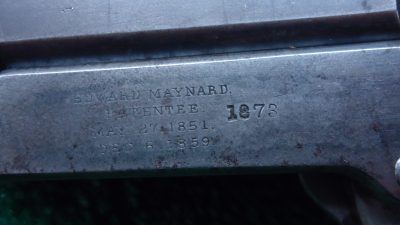 EDWARD MAYNARD.
PATENTEE 1873
MAY 27, 1851.
DEC 6 1859